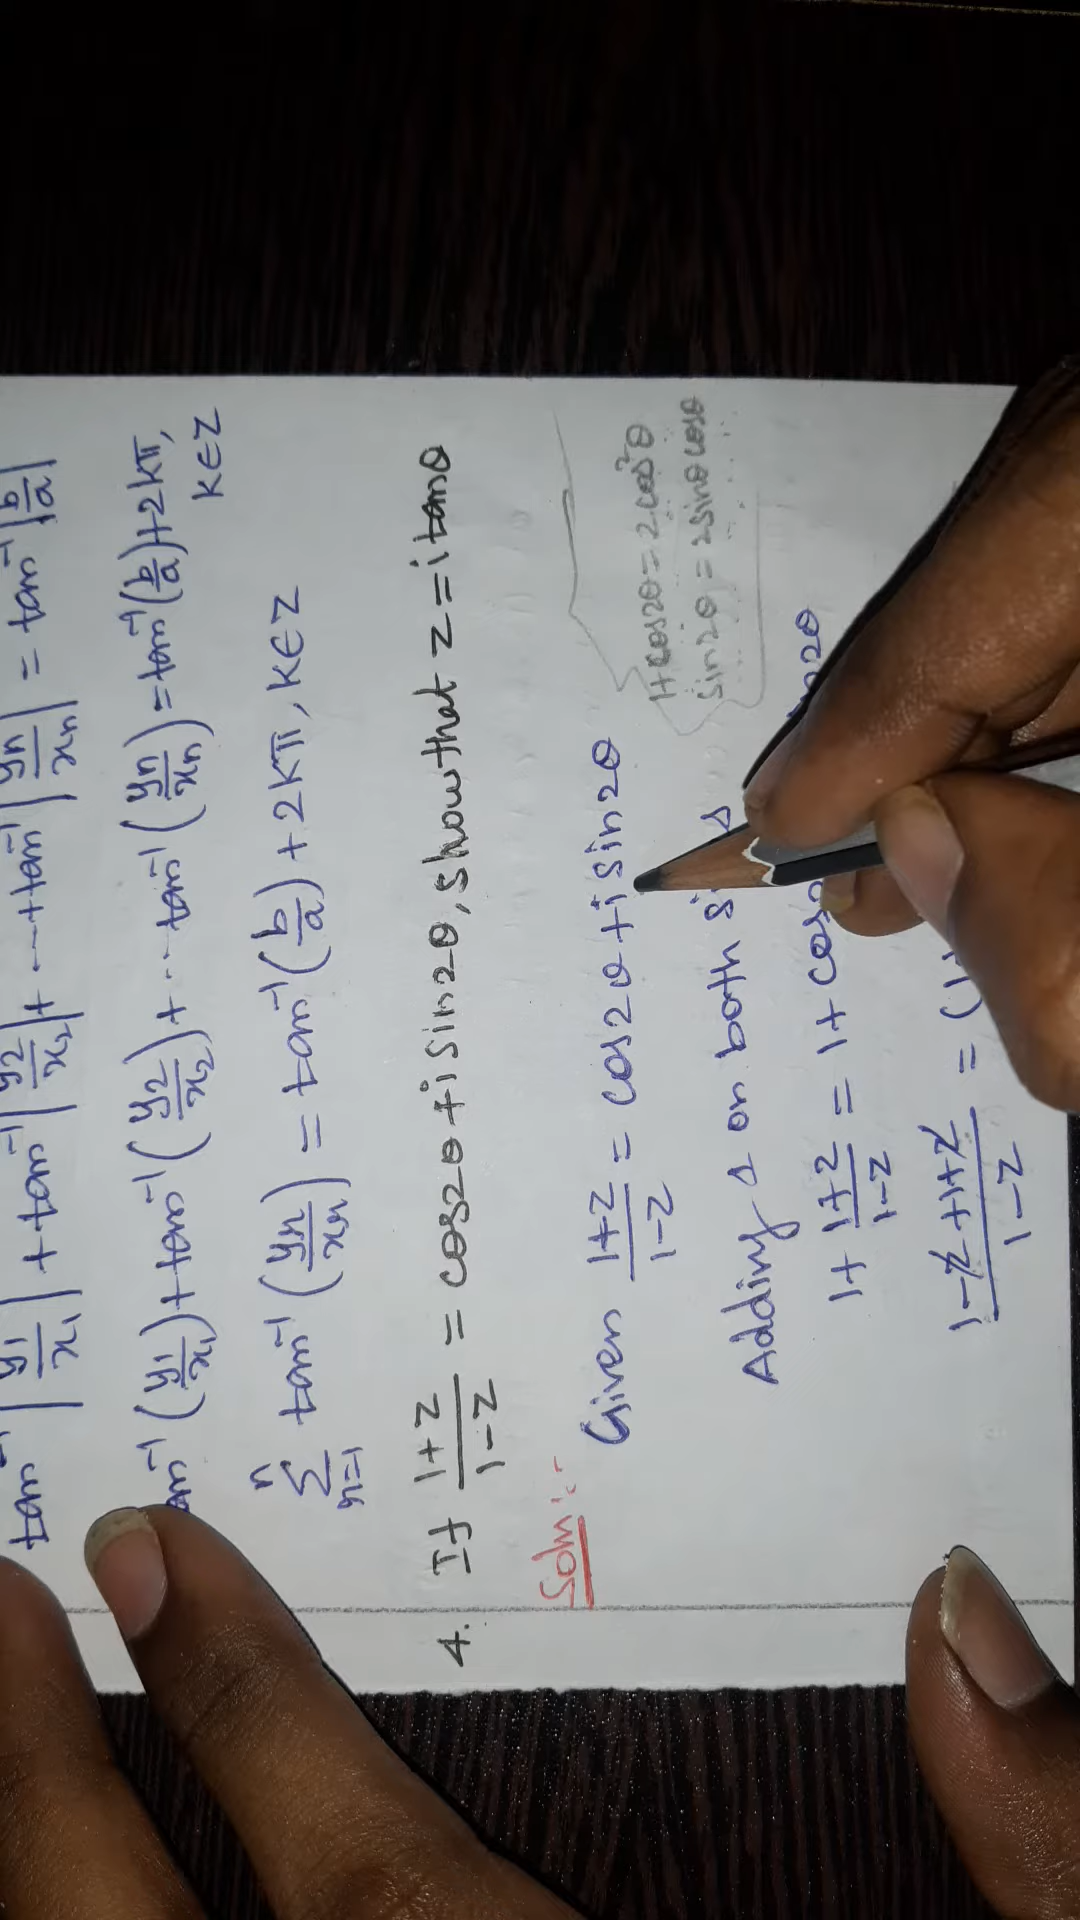 tan⁻¹|y₁/x₁| + tan⁻¹|y₂/x₂| + ... + tan⁻¹|yn/xn| = tan⁻¹|b/a|
tan⁻¹(y₁/x₁) + tan⁻¹(y₂/x₂) + ... tan⁻¹(yn/xn) = tan⁻¹(b/a) + 2kπ,
k∈Z
n Σ r=1 tan⁻¹(yr/xr) = tan⁻¹(b/a) + 2kπ, k∈Z
4. If (1+z)/(1-z) = cos2θ + i sin2θ, show that z = i tanθ
Soln:-
Given (1+z)/(1-z) = cos2θ + i sin2θ
1+cos2θ = 2cos²θ
sin2θ = 2sinθ cosθ
Adding 1 on both
1 + (1+z)/(1-z) = 1 + cos
(1-z+1+z)/(1-z) = (1+